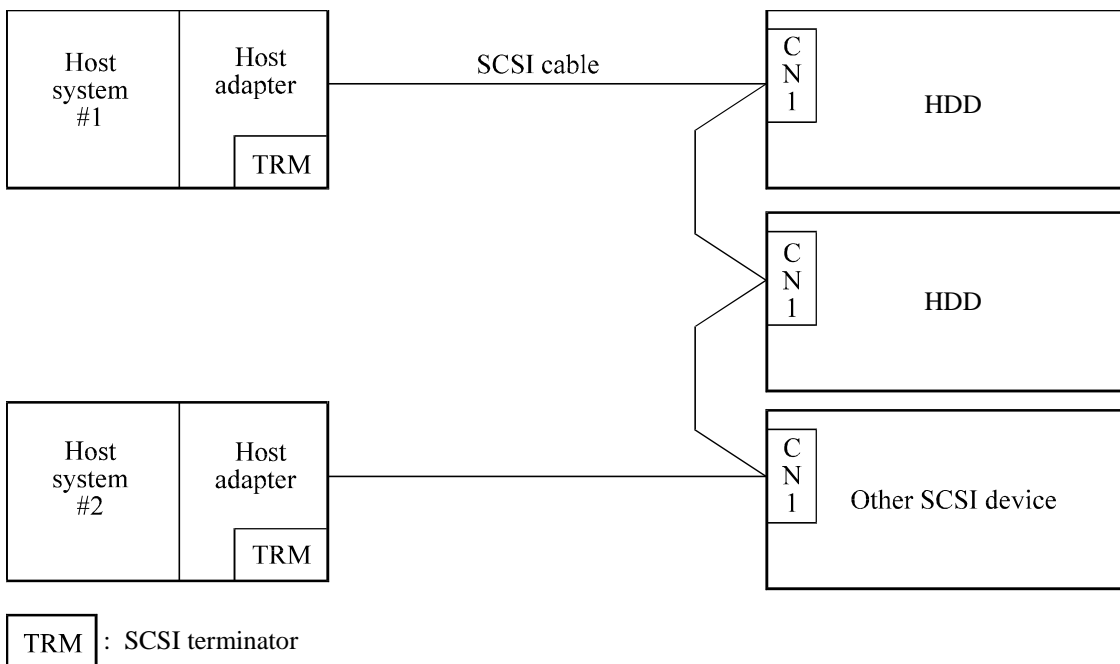 Host
system
#1
Host
adapter
TRM
SCSI cable
C
N
1
HDD
C
N
1
HDD
Host
system
#2
Host
adapter
TRM
C
N
1
Other SCSI device
TRM : SCSI terminator